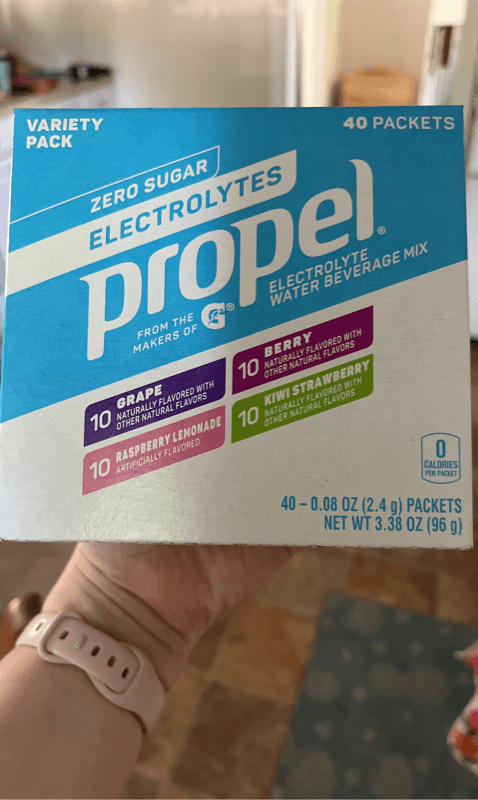 VARIETY
PACK
40 PACKETS
ZERO SUGAR
ELECTROLYTES
propel®
ELECTROLYTE
WATER BEVERAGE MIX
FROM THE
MAKERS OF G®
10 GRAPE
NATURALLY FLAVORED WITH
OTHER NATURAL FLAVORS
10 BERRY
NATURALLY FLAVORED WITH
OTHER NATURAL FLAVORS
10 RASPBERRY LEMONADE
ARTIFICIALLY FLAVORED
10 KIWI STRAWBERRY
NATURALLY FLAVORED WITH
OTHER NATURAL FLAVORS
0
CALORIES
PER PACKET
40 – 0.08 OZ (2.4 g) PACKETS
NET WT 3.38 OZ (96 g)